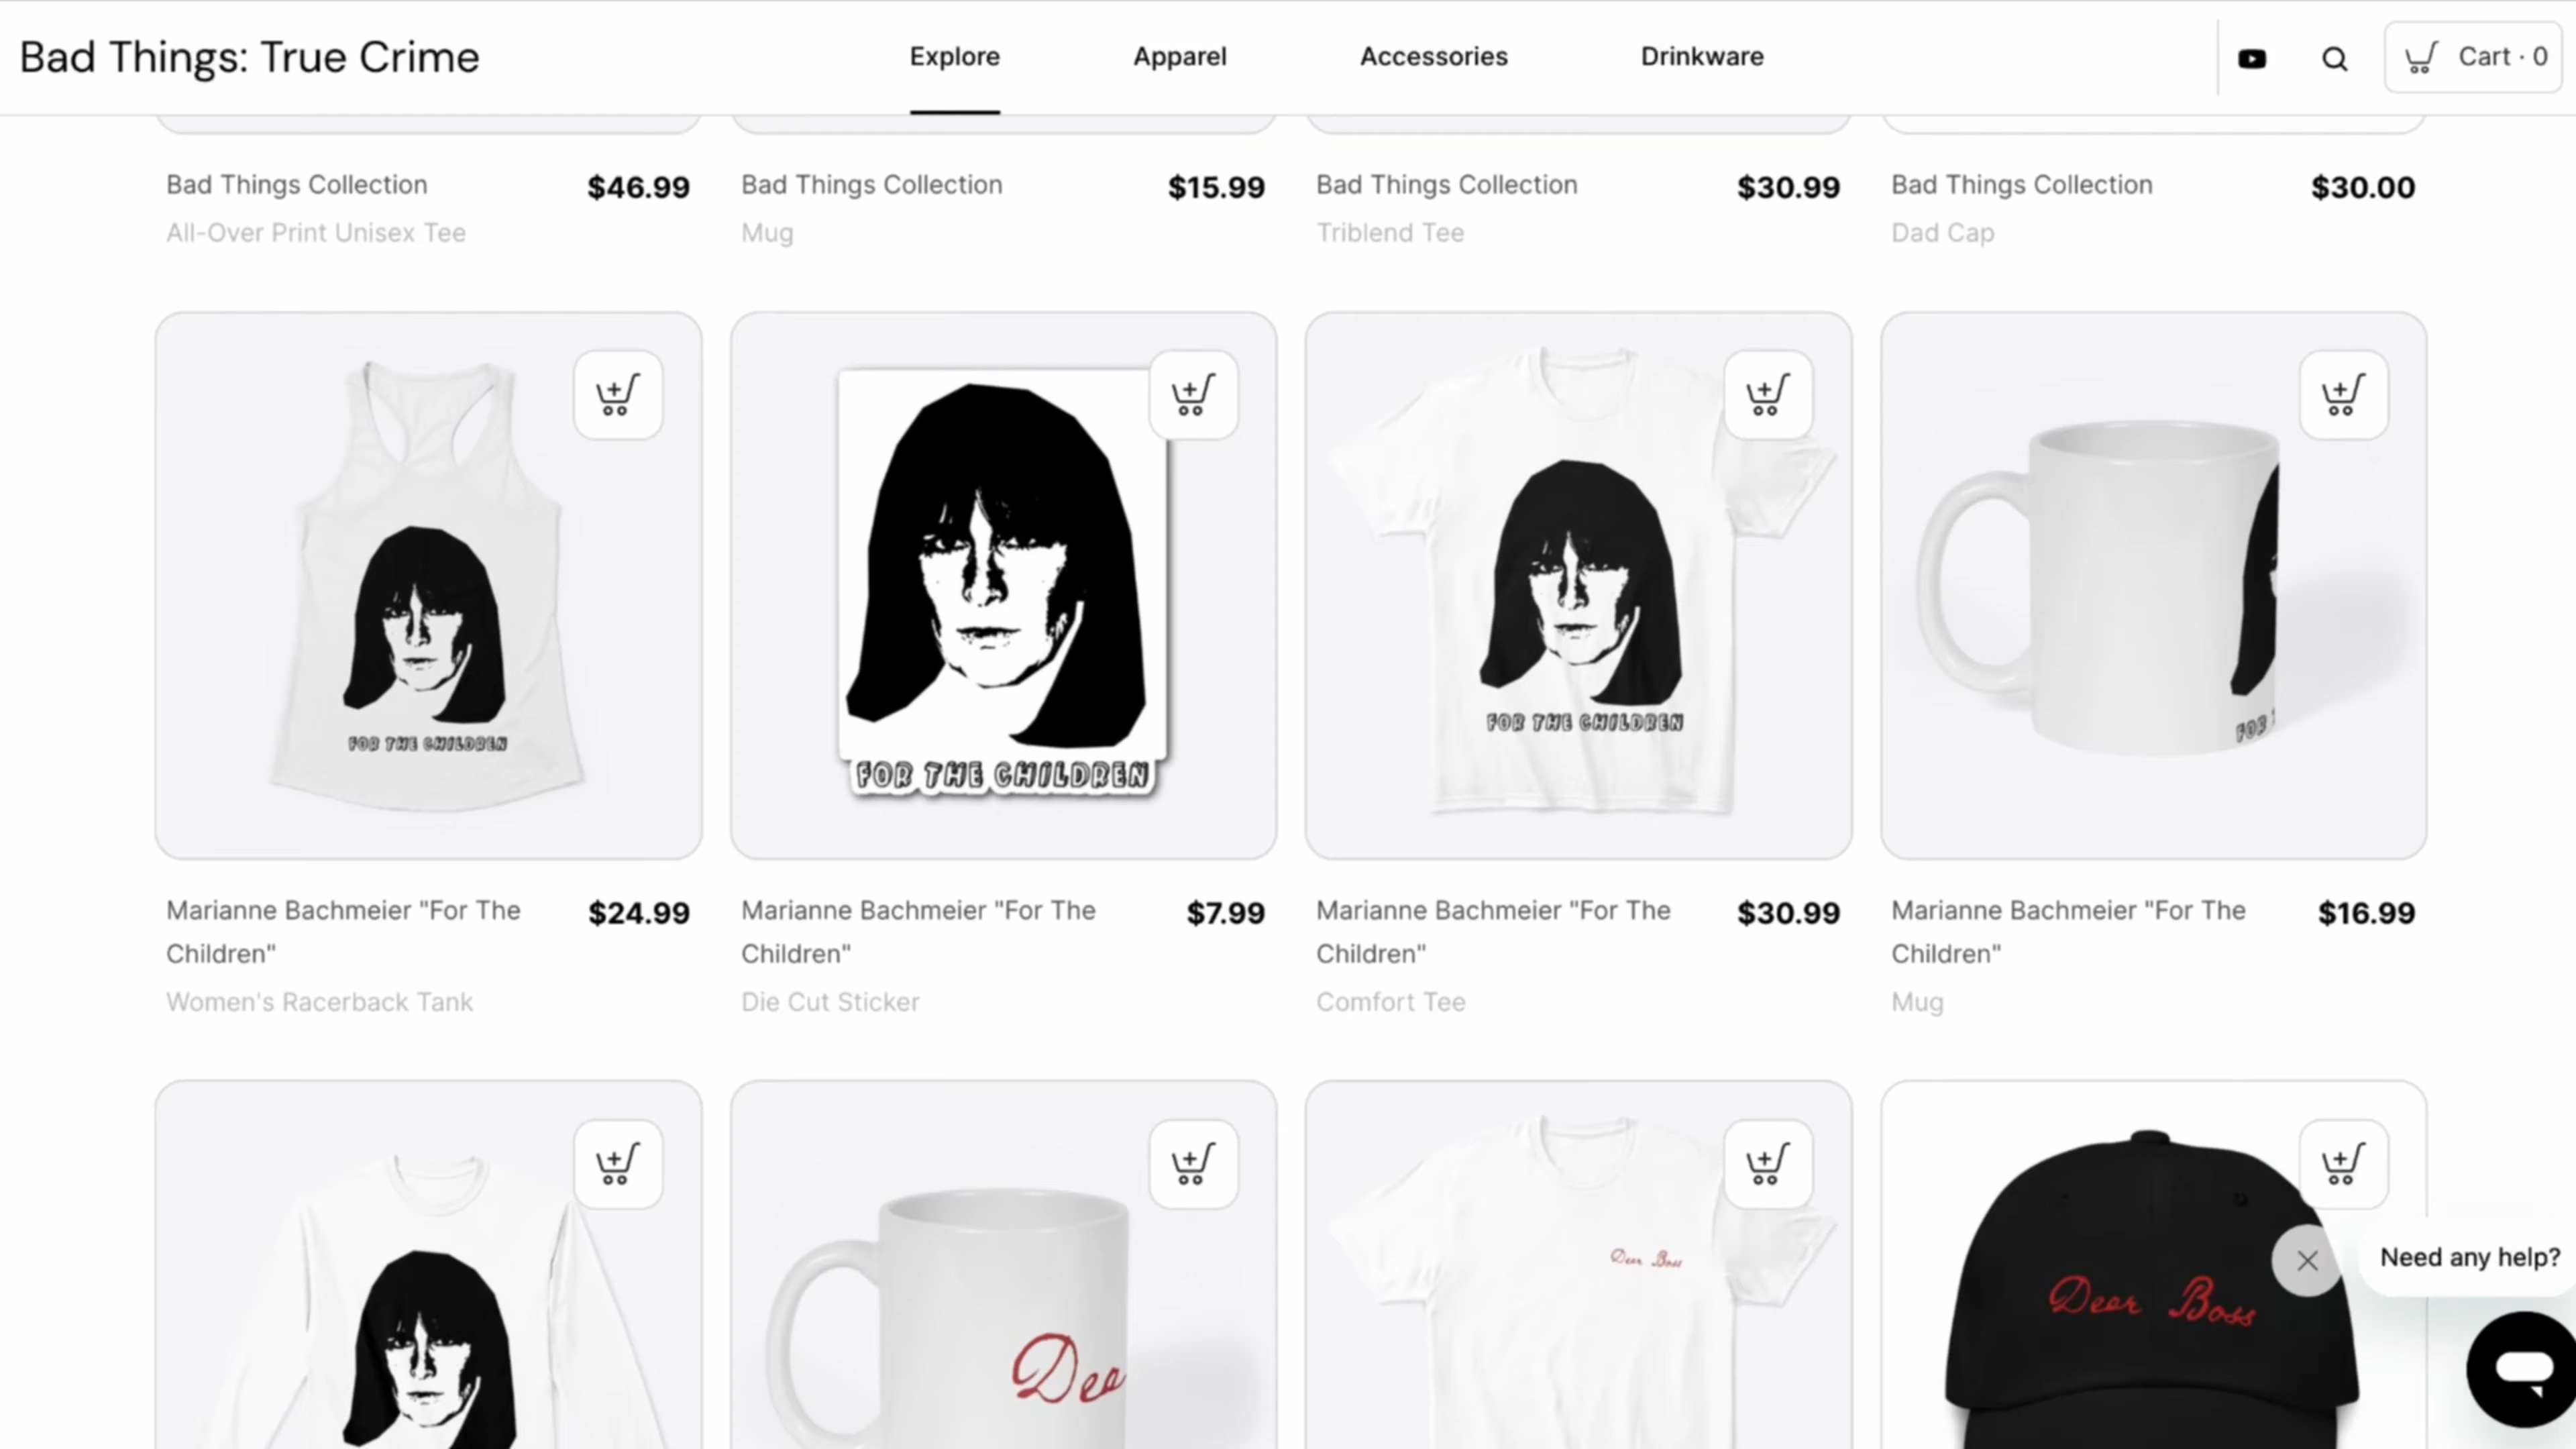 Bad Things: True Crime
Explore
Apparel
Accessories
Drinkware
Cart · 0
Bad Things Collection $46.99
All-Over Print Unisex Tee
Bad Things Collection $15.99
Mug
Bad Things Collection $30.99
Triblend Tee
Bad Things Collection $30.00
Dad Cap
FOR THE CHILDREN
FOR THE CHILDREN
FOR THE CHILDREN
FOR
Marianne Bachmeier "For The $24.99
Children"
Women's Racerback Tank
Marianne Bachmeier "For The $7.99
Children"
Die Cut Sticker
Marianne Bachmeier "For The $30.99
Children"
Comfort Tee
Marianne Bachmeier "For The $16.99
Children"
Mug
Dea
Dear Boss
Dear Boss
Need any help?